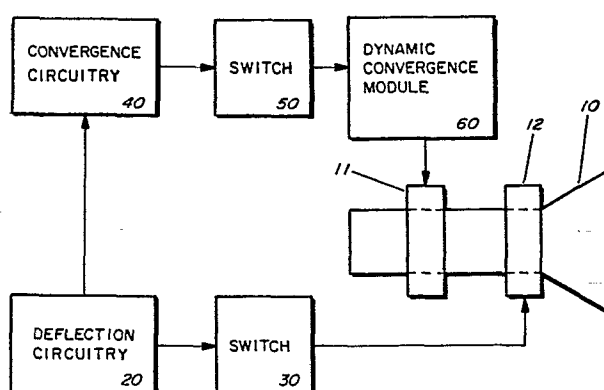 CONVERGENCE
CIRCUITRY
40
SWITCH
50
DYNAMIC
CONVERGENCE
MODULE
60
11
12
10
DEFLECTION
CIRCUITRY
20
SWITCH
30